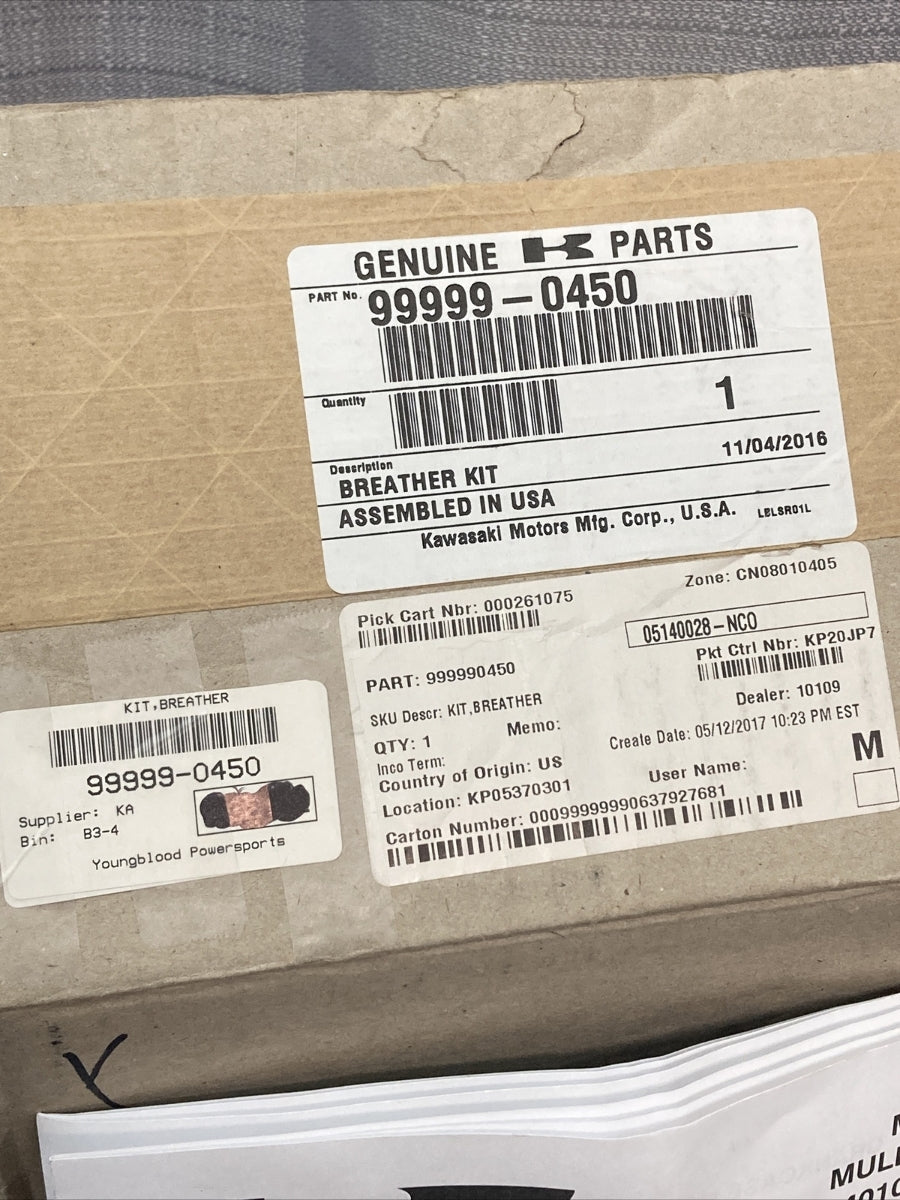 GENUINE K PARTS
PART No. 99999-0450
Quantity 1
11/04/2016
Description
BREATHER KIT
ASSEMBLED IN USA
Kawasaki Motors Mfg. Corp., U.S.A. LBLSR01L
Pick Cart Nbr: 000261075
Zone: CN08010405
05140028-NCO
Pkt Ctrl Nbr: KP20JP7
PART: 999990450
Dealer: 10109
SKU Descr: KIT,BREATHER
Memo:
Create Date: 05/12/2017 10:23 PM EST
QTY: 1
Inco Term:
Country of Origin: US
User Name:
M
Location: KP05370301
Carton Number: 00099999990637927681
KIT,BREATHER
99999-0450
Supplier: KA
Bin: B3-4
Youngblood Powersports